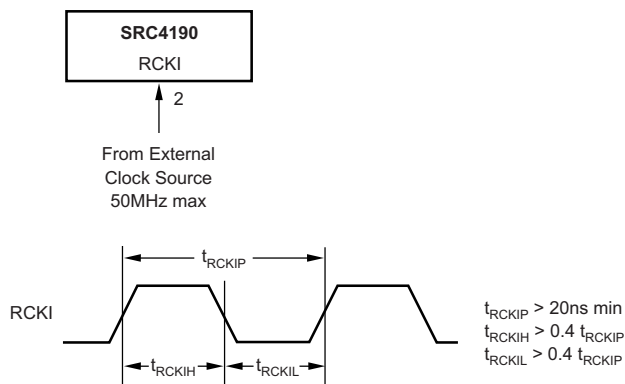 SRC4190
RCKI
2
From External
Clock Source
50MHz max
tRCKIP
RCKI
tRCKIH
tRCKIL
tRCKIP > 20ns min
tRCKIH > 0.4 tRCKIP
tRCKIL > 0.4 tRCKIP